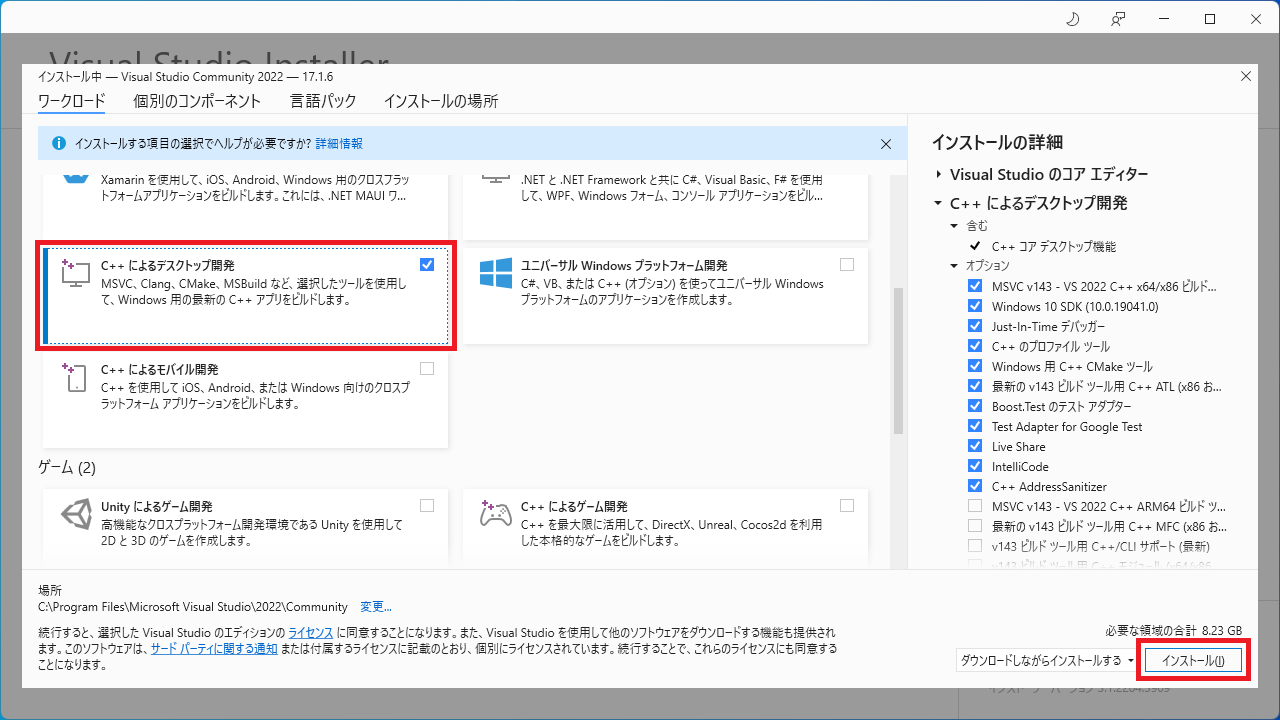 Visual Studio Installer
インストール中 — Visual Studio Community 2022 — 17.1.6
ワークロード 個別のコンポーネント 言語パック インストールの場所
インストールする項目の選択でヘルプが必要ですか? 詳細情報
Xamarin を使用して、iOS、Android、Windows 用のクロスプラッ
トフォームアプリケーションをビルドします。これには、.NET MAUI ワ...
.NET と .NET Framework と共に C#、Visual Basic、F# を使用
して、WPF、Windows フォーム、コンソール アプリケーションをビル...
C++ によるデスクトップ開発
MSVC、Clang、CMake、MSBuild など、選択したツールを使用し
て、Windows 用の最新の C++ アプリをビルドします。
ユニバーサル Windows プラットフォーム開発
C#、VB、または C++ (オプション) を使ってユニバーサル Windows
プラットフォームのアプリケーションを作成します。
C++ によるモバイル開発
C++ を使用して iOS、Android、または Windows 向けのクロスプ
ラットフォーム アプリケーションをビルドします。
ゲーム (2)
Unity によるゲーム開発
高機能なクロスプラットフォーム開発環境である Unity を使用して
2D と 3D のゲームを作成します。
C++ によるゲーム開発
C++ を最大限に活用して、DirectX、Unreal、Cocos2d を利用
した本格的なゲームをビルドします。
インストールの詳細
Visual Studio のコア エディター
C++ によるデスクトップ開発
含む
C++ コア デスクトップ機能
オプション
MSVC v143 - VS 2022 C++ x64/x86 ビルド...
Windows 10 SDK (10.0.19041.0)
Just-In-Time デバッガー
C++ のプロファイル ツール
Windows 用 C++ CMake ツール
最新の v143 ビルド ツール用 C++ ATL (x86 お...
Boost.Test のテスト アダプター
Test Adapter for Google Test
Live Share
IntelliCode
C++ AddressSanitizer
MSVC v143 - VS 2022 C++ ARM64 ビルド ツ...
最新の v143 ビルド ツール用 C++ MFC (x86 お...
v143 ビルド ツール用 C++/CLI サポート (最新)
v143 ビルド ツール用 C++ モジュール (x64/x86
場所
C:\Program Files\Microsoft Visual Studio\2022\Community 変更...
続行すると、選択した Visual Studio のエディションの ライセンス に同意することになります。また、Visual Studio を使用して他のソフトウェアをダウンロードする機能も提供されま
す。このソフトウェアは、サード パーティに関する通知 または付属するライセンスに記載のとおり、個別にライセンスされています。続行することで、これらのライセンスにも同意する
ことになります。
必要な領域の合計 8.23 GB
ダウンロードしながらインストールする インストール(I)